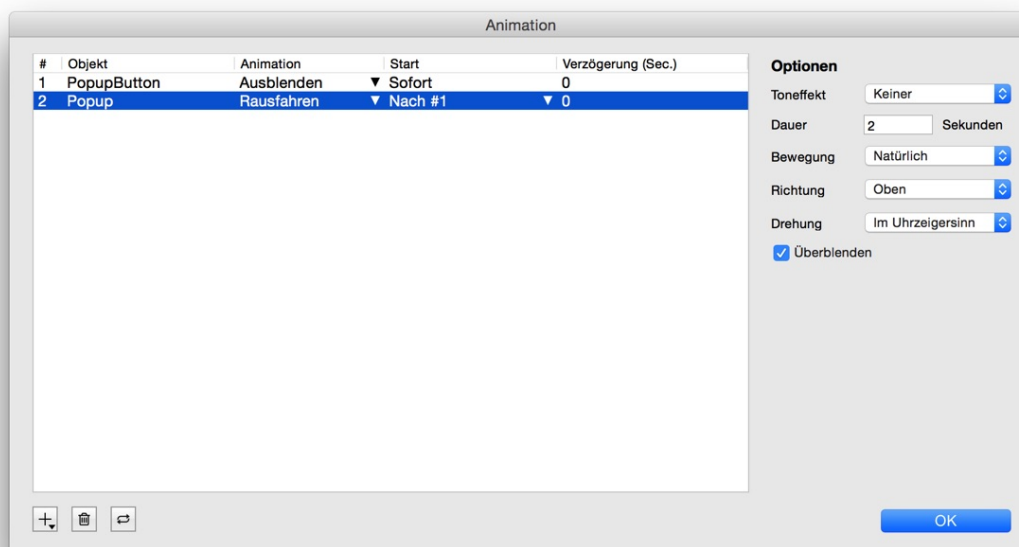 Animation
# Objekt Animation Start Verzögerung (Sec.)
1 PopupButton Ausblenden ▼ Sofort 0
2 Popup Rausfahren ▼ Nach #1 ▼ 0
Optionen
Toneffekt Keiner
Dauer 2 Sekunden
Bewegung Natürlich
Richtung Oben
Drehung Im Uhrzeigersinn
Überblenden
OK